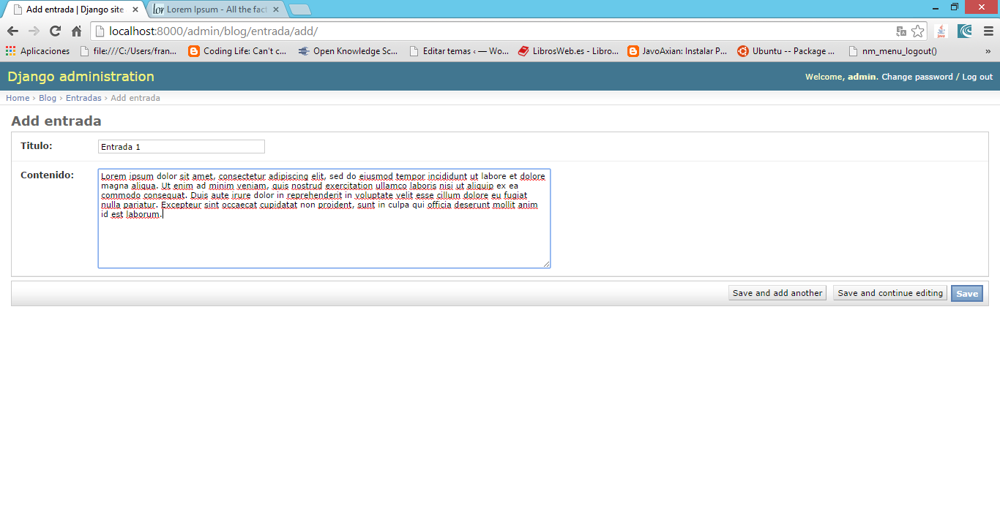 Add entrada | Django site
Lorem Ipsum - All the fact
localhost:8000/admin/blog/entrada/add/
Aplicaciones file:///C:/Users/fran... Coding Life: Can't c... Open Knowledge Sc... Editar temas ‹ — Wo... LibrosWeb.es - Libro... JavoAxian: Instalar P... Ubuntu -- Package ... nm_menu_logout() »
Django administration
Welcome, admin. Change password / Log out
Home › Blog › Entradas › Add entrada
Add entrada
Titulo: Entrada 1
Contenido:
Lorem ipsum dolor sit amet, consectetur adipiscing elit, sed do eiusmod tempor incididunt ut labore et dolore
magna aliqua. Ut enim ad minim veniam, quis nostrud exercitation ullamco laboris nisi ut aliquip ex ea
commodo consequat. Duis aute irure dolor in reprehenderit in voluptate velit esse cillum dolore eu fugiat
nulla pariatur. Excepteur sint occaecat cupidatat non proident, sunt in culpa qui officia deserunt mollit anim
id est laborum.
Save and add another Save and continue editing Save